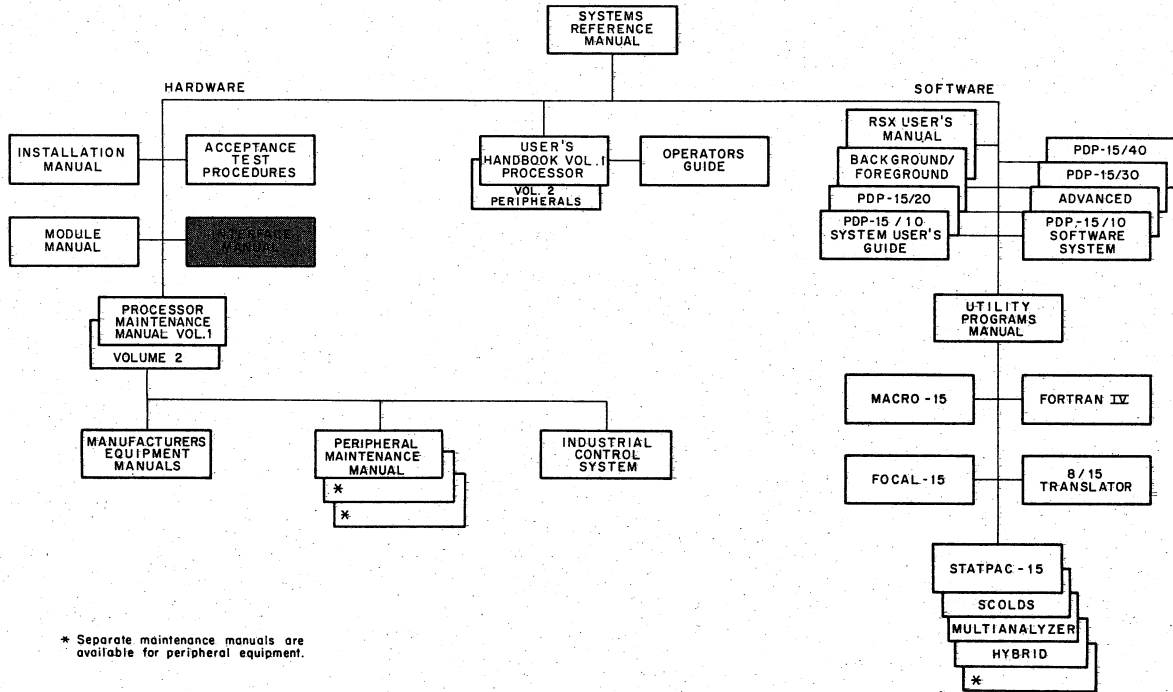 SYSTEMS
REFERENCE
MANUAL
HARDWARE
SOFTWARE
INSTALLATION
MANUAL
ACCEPTANCE
TEST
PROCEDURES
MODULE
MANUAL
INTERFACE
MANUAL
PROCESSOR
MAINTENANCE
MANUAL VOL.1
VOLUME 2
MANUFACTURERS
EQUIPMENT
MANUALS
PERIPHERAL
MAINTENANCE
MANUAL
*
*
INDUSTRIAL
CONTROL
SYSTEM
USER'S
HANDBOOK VOL.1
PROCESSOR
VOL. 2
PERIPHERALS
OPERATORS
GUIDE
RSX USER'S
MANUAL
BACKGROUND/
FOREGROUND
PDP-15/20
PDP-15 / 10
SYSTEM USER'S
GUIDE
PDP-15/40
PDP-15/30
ADVANCED
PDP-15/10
SOFTWARE
SYSTEM
UTILITY
PROGRAMS
MANUAL
MACRO-15
FORTRAN IV
FOCAL-15
8/15
TRANSLATOR
STATPAC-15
SCOLDS
MULTIANALYZER
HYBRID
*
* Separate maintenance manuals are
available for peripheral equipment.